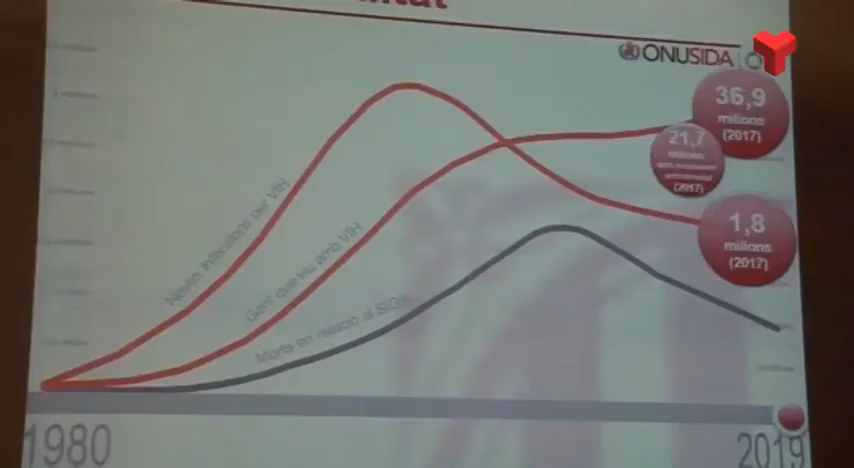 ONUSIDA
36,9
milions
(2017)
21,7
milions
(2017)
1,8
milions
(2017)
Noves infeccions per VIH
Gent que viu amb VIH
Morts en relació al SIDA
1980
2019